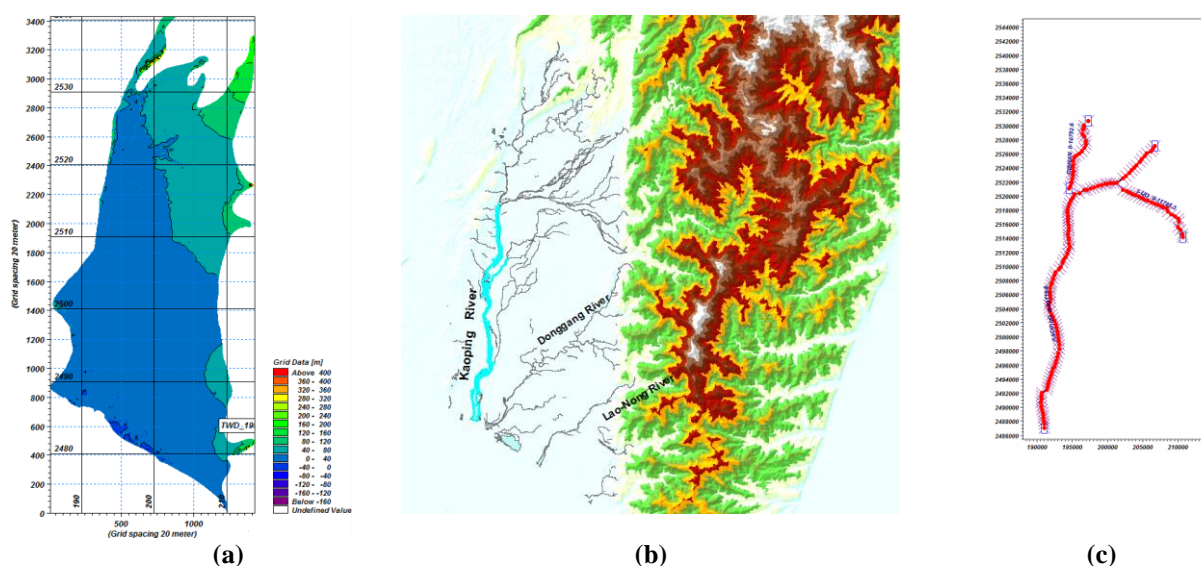 3400
3200
3000
2800
2600
2400
2200
2000
1800
1600
1400
1200
1000
800
600
400
200
0
(Grid spacing 20 meter)
2530
2520
2510
2500
2490
2480
190
200
500
1000
(Grid spacing 20 meter)
Grid Data [m]
Above 400
360 - 400
320 - 360
280 - 320
240 - 280
200 - 240
160 - 200
120 - 160
80 - 120
40 - 80
0 - 40
-40 - 0
-80 - -40
-120 - -80
-160 - -120
Below -160
Undefined Value
(a)
Kaoping River
Donggang River
Lao-Nong River
(b)
2544000
2540000
2538000
2536000
2534000
2532000
2530000
2528000
2526000
2524000
2522000
2520000
2518000
2516000
2514000
2512000
2510000
2508000
2506000
2504000
2502000
2500000
2498000
2496000
2494000
2492000
2490000
2488000
2486000
190000
195000
200000
205000
210000
(c)